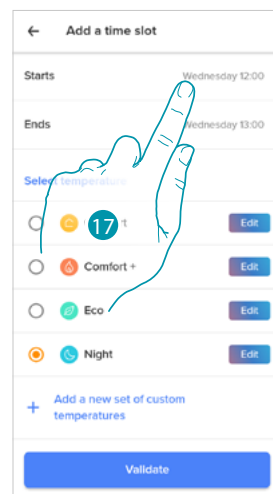 ← Add a time slot
Starts Wednesday 12:00
Ends Wednesday 13:00
Select temperature
17
Edit
Comfort + Edit
Eco Edit
Night Edit
+ Add a new set of custom
temperatures
Validate